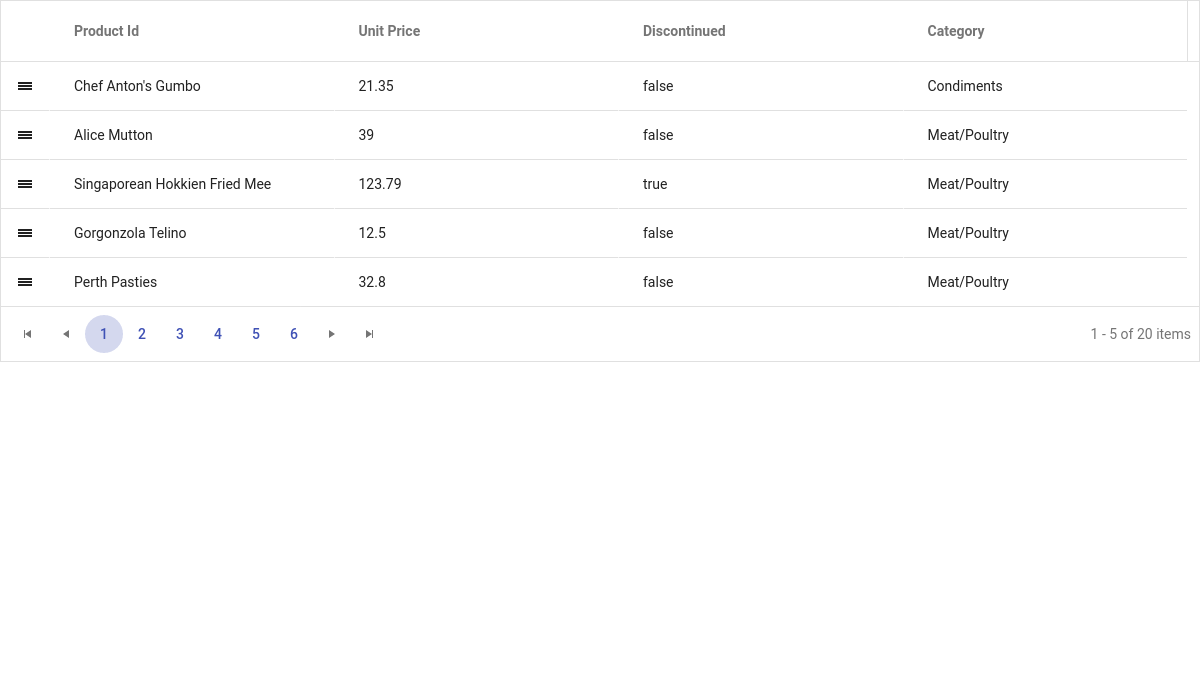 Product Id Unit Price Discontinued Category
Chef Anton's Gumbo 21.35 false Condiments
Alice Mutton 39 false Meat/Poultry
Singaporean Hokkien Fried Mee 123.79 true Meat/Poultry
Gorgonzola Telino 12.5 false Meat/Poultry
Perth Pasties 32.8 false Meat/Poultry
1 2 3 4 5 6 1 - 5 of 20 items